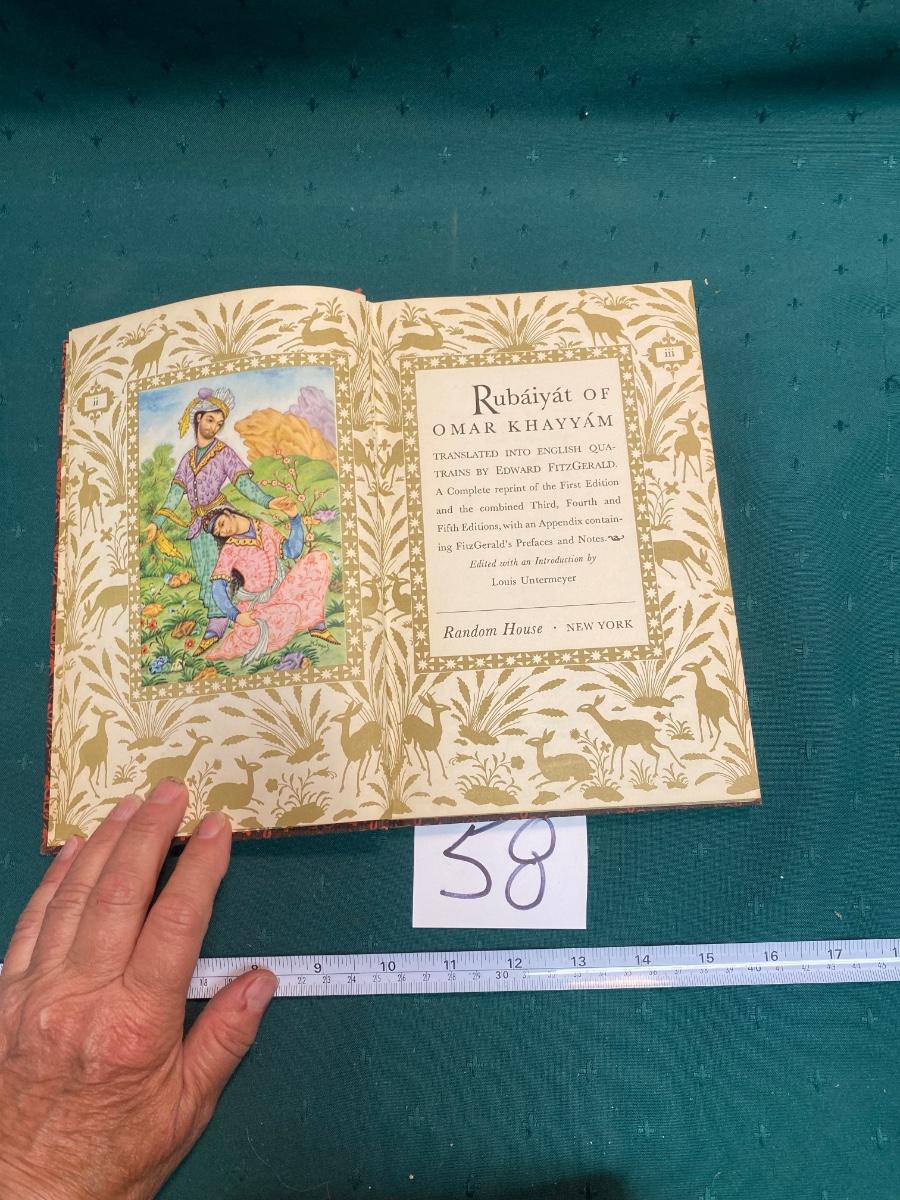 ii
iii
Rubáiyát OF
OMAR KHAYYÁM
TRANSLATED INTO ENGLISH QUA-
TRAINS BY EDWARD FITZGERALD.
A Complete reprint of the First Edition
and the combined Third, Fourth and
Fifth Editions, with an Appendix contain-
ing FitzGerald's Prefaces and Notes.
Edited with an Introduction by
Louis Untermeyer
Random House · NEW YORK
58
8 9 10 11 12 13 14 15 16 17